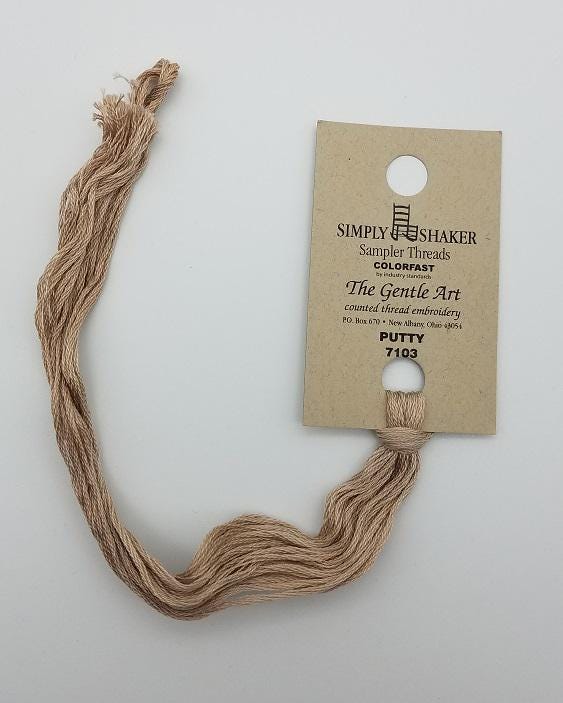 SIMPLY SHAKER
Sampler Threads
COLORFAST
by industry standards
The Gentle Art
counted thread embroidery
P.O. Box 670 • New Albany, Ohio 43054
PUTTY
7103